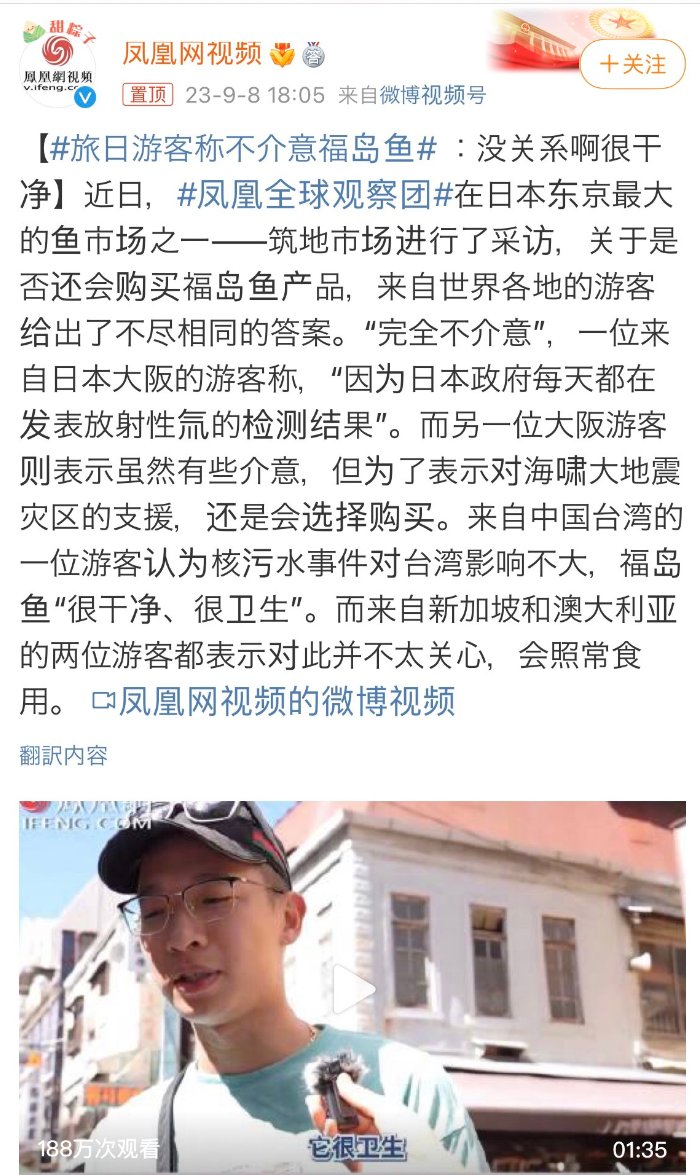 甜粽子
鳳凰網视频
v.ifeng.co
凤凰网视频
+关注
置顶 23-9-8 18:05 来自微博视频号
【#旅日游客称不介意福岛鱼# ：没关系啊很干
净】近日，#凤凰全球观察团#在日本东京最大
的鱼市场之一——筑地市场进行了采访，关于是
否还会购买福岛鱼产品，来自世界各地的游客
给出了不尽相同的答案。“完全不介意”，一位来
自日本大阪的游客称，“因为日本政府每天都在
发表放射性氚的检测结果”。而另一位大阪游客
则表示虽然有些介意，但为了表示对海啸大地震
灾区的支援，还是会选择购买。来自中国台湾的
一位游客认为核污水事件对台湾影响不大，福岛
鱼“很干净、很卫生”。而来自新加坡和澳大利亚
的两位游客都表示对此并不太关心，会照常食
用。 凤凰网视频的微博视频
翻訳内容
IFENG.COM
188万次观看
它很卫生
01:35